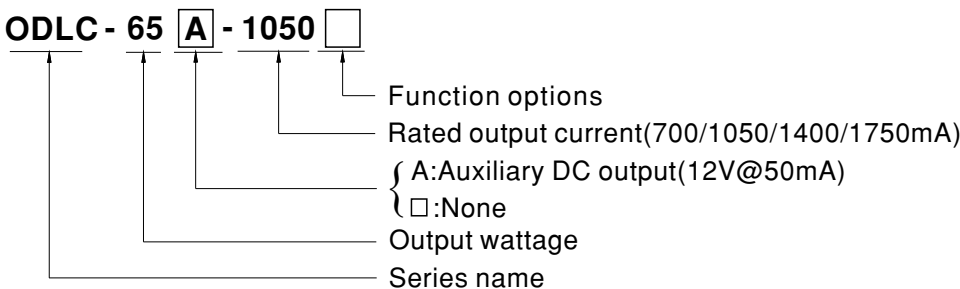 ODLC - 65 A - 1050 □
Function options
Rated output current(700/1050/1400/1750mA)
A:Auxiliary DC output(12V@50mA)
□:None
Output wattage
Series name